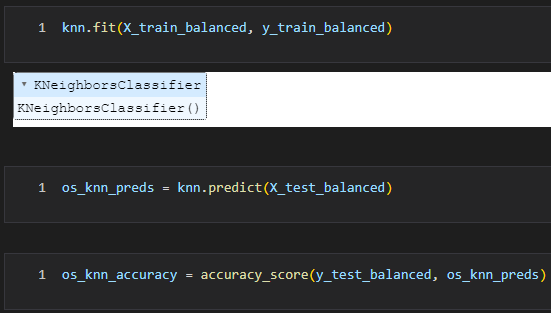 1 knn.fit(X_train_balanced, y_train_balanced)
▾ KNeighborsClassifier
KNeighborsClassifier()
1 os_knn_preds = knn.predict(X_test_balanced)
1 os_knn_accuracy = accuracy_score(y_test_balanced, os_knn_preds)